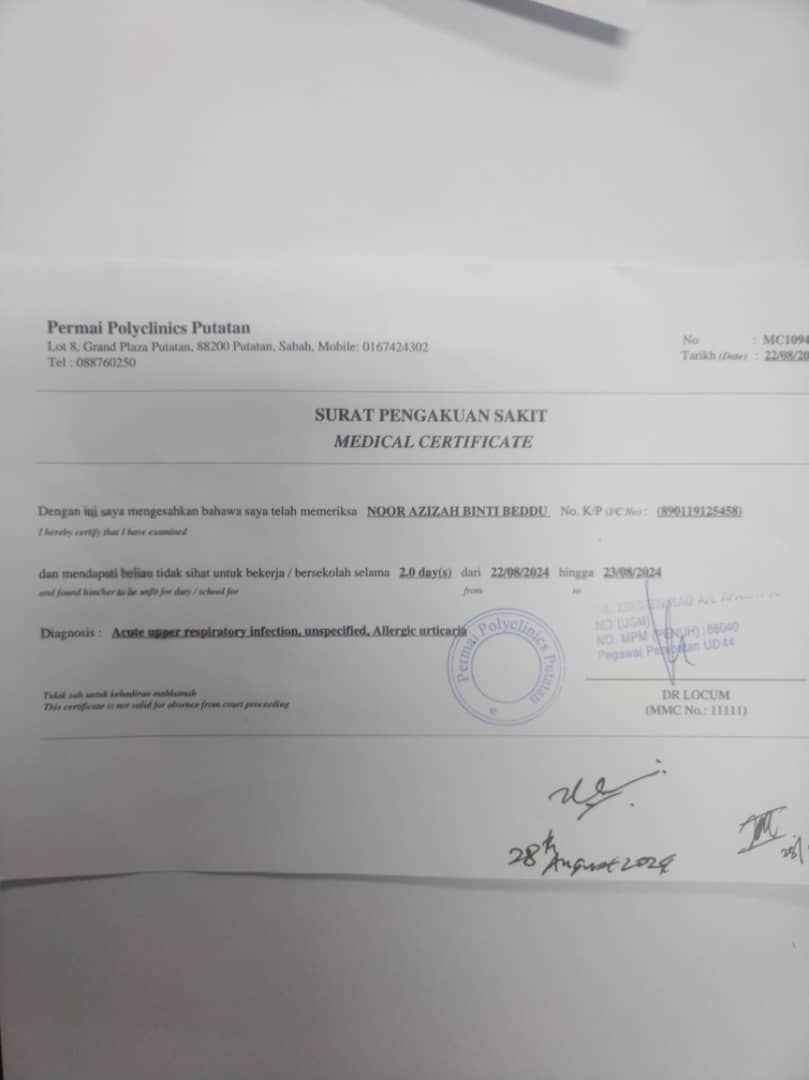 Permai Polyclinics Putatan
Lot 8, Grand Plaza Putatan, 88200 Putatan, Sabah, Mobile: 0167424302
Tel : 088760250
No : MC1094
Tarikh (Date) : 22/08/20
SURAT PENGAKUAN SAKIT
MEDICAL CERTIFICATE
Dengan ini saya mengesahkan bahawa saya telah memeriksa NOOR AZIZAH BINTI BEDDU No. K/P (I/C No) : (890119125458)
I hereby certify that I have examined
dan mendapati beliau tidak sihat untuk bekerja / bersekolah selama 2.0 day(s) dari 22/08/2024 hingga 23/08/2024
and found him/her to be unfit for duty / school for from to
Diagnosis : Acute upper respiratory infection, unspecified, Allergic urticaria
Permai Polyclinics Putatan
MD (USM)
NO. MPM (PENUH) : 86040
Pegawai Perubatan UD44
Tidak sah untuk kehadiran mahkamah
This certificate is not valid for absence from court proceeding
DR LOCUM
(MMC No.: 11111)
28th August 2024
28/